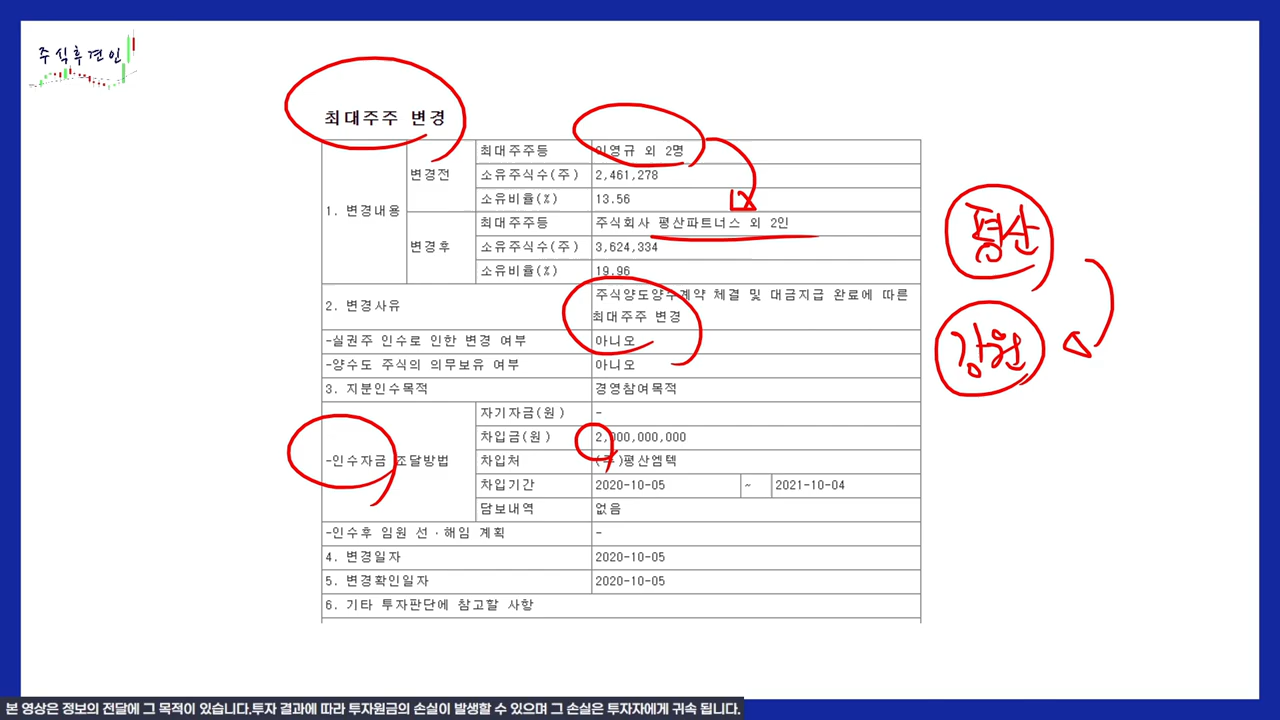 주식후견인
최대주주 변경
1. 변경내용
변경전
최대주주등
이영규 외 2명
소유주식수(주)
2,461,278
소유비율(%)
13.56
변경후
최대주주등
주식회사 평산파트너스 외 2인
소유주식수(주)
3,624,334
소유비율(%)
19.96
2. 변경사유
주식양도양수계약 체결 및 대금지급 완료에 따른
최대주주 변경
-실권주 인수로 인한 변경 여부
아니오
-양수도 주식의 의무보유 여부
아니오
3. 지분인수목적
경영참여목적
-인수자금 조달방법
자기자금(원)
-
차입금(원)
2,000,000,000
차입처
(주)평산엠텍
차입기간
2020-10-05
~
2021-10-04
담보내역
없음
-인수후 임원 선·해임 계획
-
4. 변경일자
2020-10-05
5. 변경확인일자
2020-10-05
6. 기타 투자판단에 참고할 사항
평산
강원
본 영상은 정보의 전달에 그 목적이 있습니다.투자 결과에 따라 투자원금의 손실이 발생할 수 있으며 그 손실은 투자자에게 귀속 됩니다.